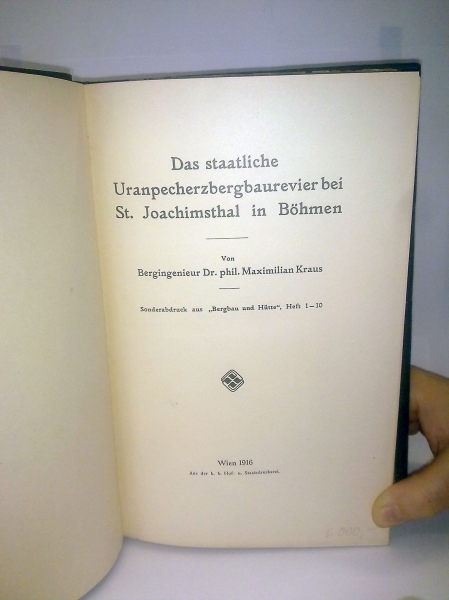 Das staatliche
Uranpecherzbergbaurevier bei
St. Joachimsthal in Böhmen
Von
Bergingenieur Dr. phil. Maximilian Kraus
Sonderabdruck aus „Bergbau und Hütte“, Heft 1—10
Wien 1916
Aus der k. k. Hof- u. Staatsdruckerei.